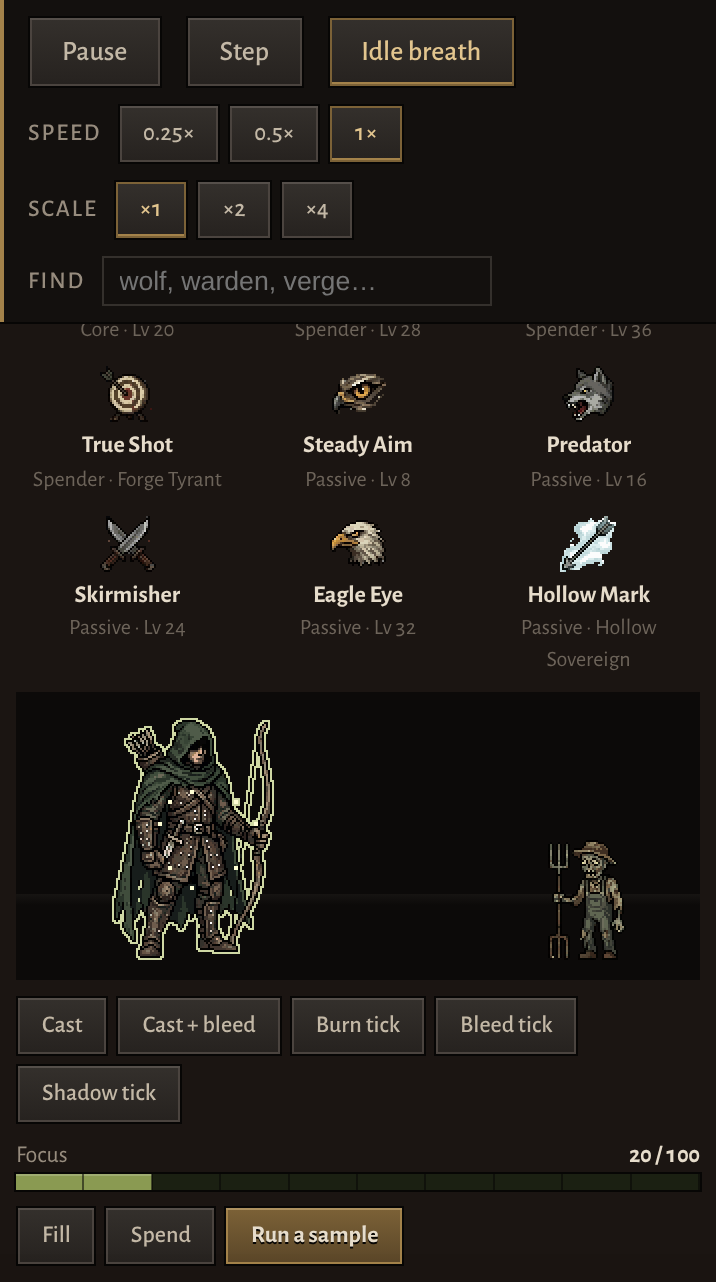 Pause Step Idle breath
SPEED 0.25× 0.5× 1×
SCALE ×1 ×2 ×4
FIND wolf, warden, verge…
Core · Lv 20 Spender · Lv 28 Spender · Lv 36
True Shot Steady Aim Predator
Spender · Forge Tyrant Passive · Lv 8 Passive · Lv 16
Skirmisher Eagle Eye Hollow Mark
Passive · Lv 24 Passive · Lv 32 Passive · Hollow
Sovereign
Cast Cast + bleed Burn tick Bleed tick
Shadow tick
Focus 20 / 100
Fill Spend Run a sample